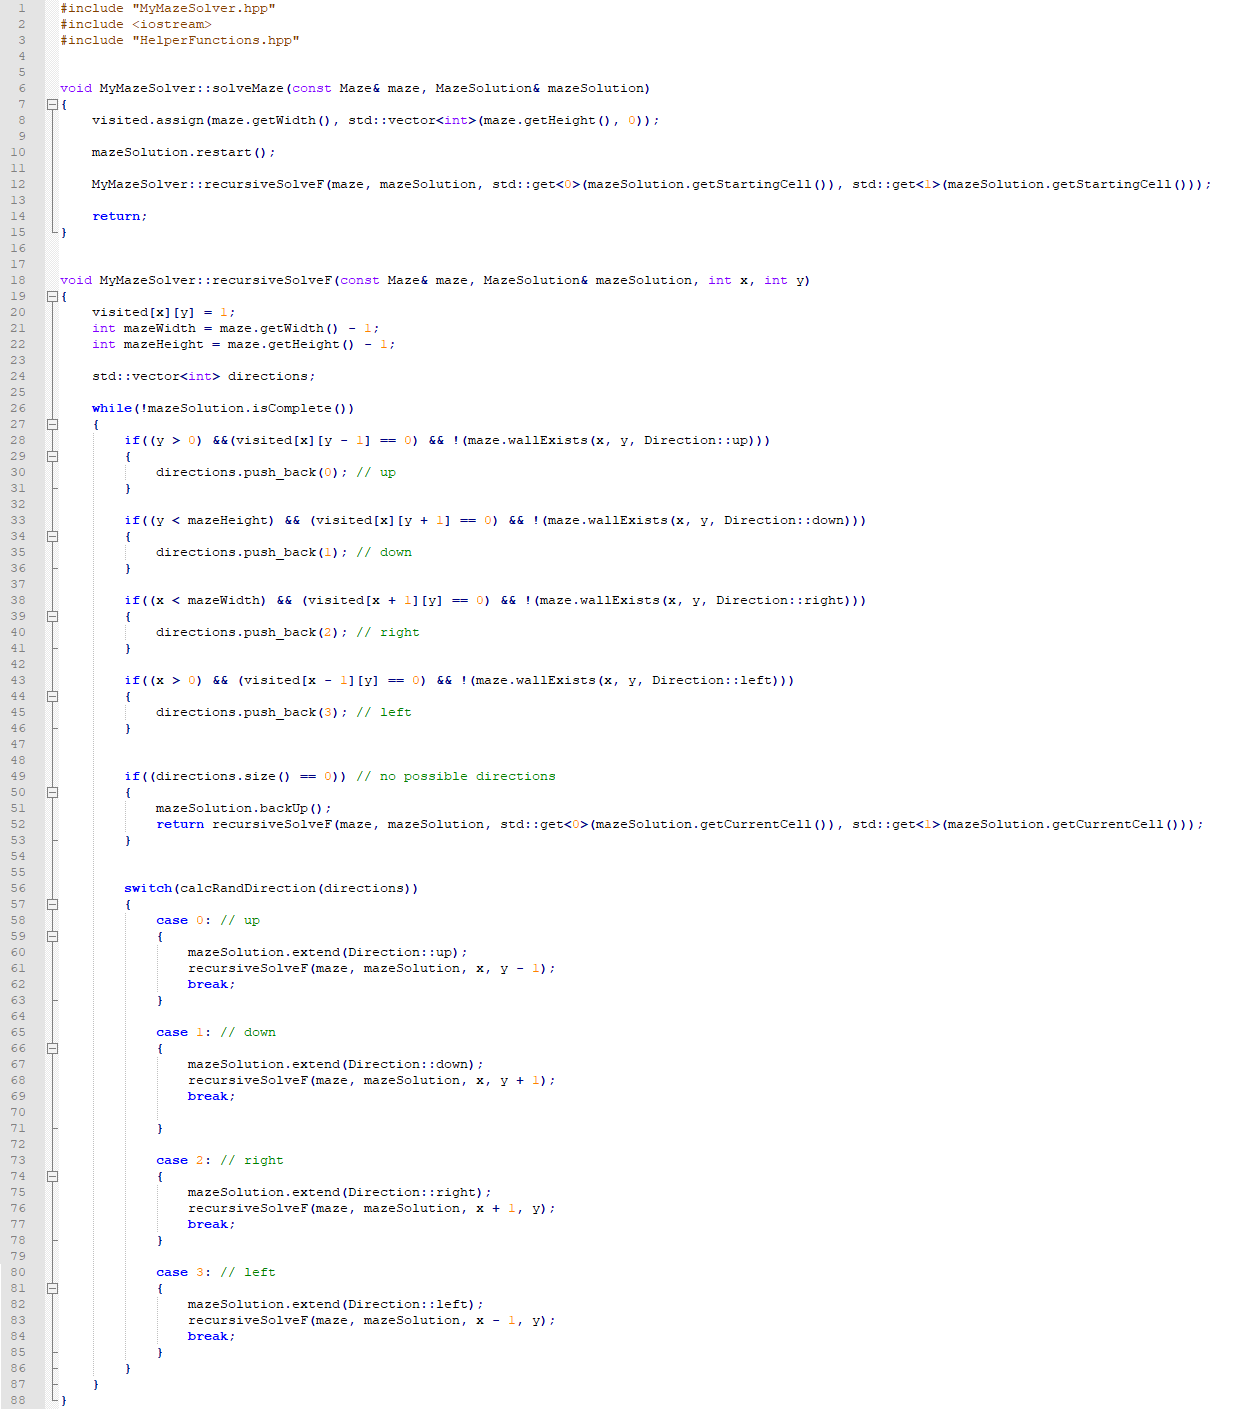 1 #include "MyMazeSolver.hpp"
2 #include <iostream>
3 #include "HelperFunctions.hpp"
4
5
6 void MyMazeSolver::solveMaze(const Maze& maze, MazeSolution& mazeSolution)
7 {
8     visited.assign(maze.getWidth(), std::vector<int>(maze.getHeight(), 0));
9
10     mazeSolution.restart();
11
12     MyMazeSolver::recursiveSolveF(maze, mazeSolution, std::get<0>(mazeSolution.getStartingCell()), std::get<1>(mazeSolution.getStartingCell()));
13
14     return;
15 }
16
17
18 void MyMazeSolver::recursiveSolveF(const Maze& maze, MazeSolution& mazeSolution, int x, int y)
19 {
20     visited[x][y] = 1;
21     int mazeWidth = maze.getWidth() - 1;
22     int mazeHeight = maze.getHeight() - 1;
23
24     std::vector<int> directions;
25
26     while(!mazeSolution.isComplete())
27     {
28         if((y > 0) &&(visited[x][y - 1] == 0) && !(maze.wallExists(x, y, Direction::up)))
29         {
30             directions.push_back(0); // up
31         }
32
33         if((y < mazeHeight) && (visited[x][y + 1] == 0) && !(maze.wallExists(x, y, Direction::down)))
34         {
35             directions.push_back(1); // down
36         }
37
38         if((x < mazeWidth) && (visited[x + 1][y] == 0) && !(maze.wallExists(x, y, Direction::right)))
39         {
40             directions.push_back(2); // right
41         }
42
43         if((x > 0) && (visited[x - 1][y] == 0) && !(maze.wallExists(x, y, Direction::left)))
44         {
45             directions.push_back(3); // left
46         }
47
48
49         if((directions.size() == 0)) // no possible directions
50         {
51             mazeSolution.backUp();
52             return recursiveSolveF(maze, mazeSolution, std::get<0>(mazeSolution.getCurrentCell()), std::get<1>(mazeSolution.getCurrentCell()));
53         }
54
55
56         switch(calcRandDirection(directions))
57         {
58             case 0: // up
59             {
60                 mazeSolution.extend(Direction::up);
61                 recursiveSolveF(maze, mazeSolution, x, y - 1);
62                 break;
63             }
64
65             case 1: // down
66             {
67                 mazeSolution.extend(Direction::down);
68                 recursiveSolveF(maze, mazeSolution, x, y + 1);
69                 break;
70
71             }
72
73             case 2: // right
74             {
75                 mazeSolution.extend(Direction::right);
76                 recursiveSolveF(maze, mazeSolution, x + 1, y);
77                 break;
78             }
79
80             case 3: // left
81             {
82                 mazeSolution.extend(Direction::left);
83                 recursiveSolveF(maze, mazeSolution, x - 1, y);
84                 break;
85             }
86         }
87     }
88 }